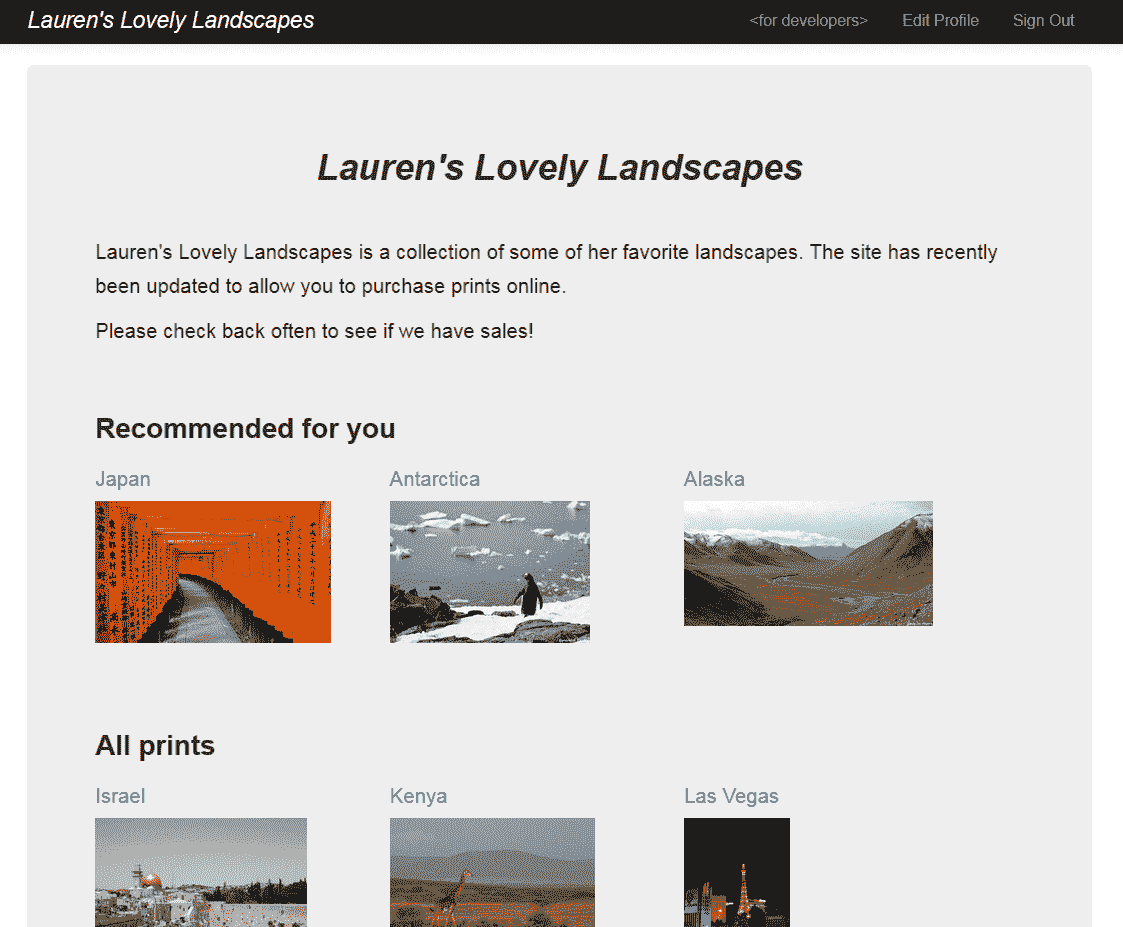 Lauren's Lovely Landscapes
<for developers>
Edit Profile
Sign Out
Lauren's Lovely Landscapes
Lauren's Lovely Landscapes is a collection of some of her favorite landscapes. The site has recently
been updated to allow you to purchase prints online.
Please check back often to see if we have sales!
Recommended for you
Japan
Antarctica
Alaska
All prints
Israel
Kenya
Las Vegas